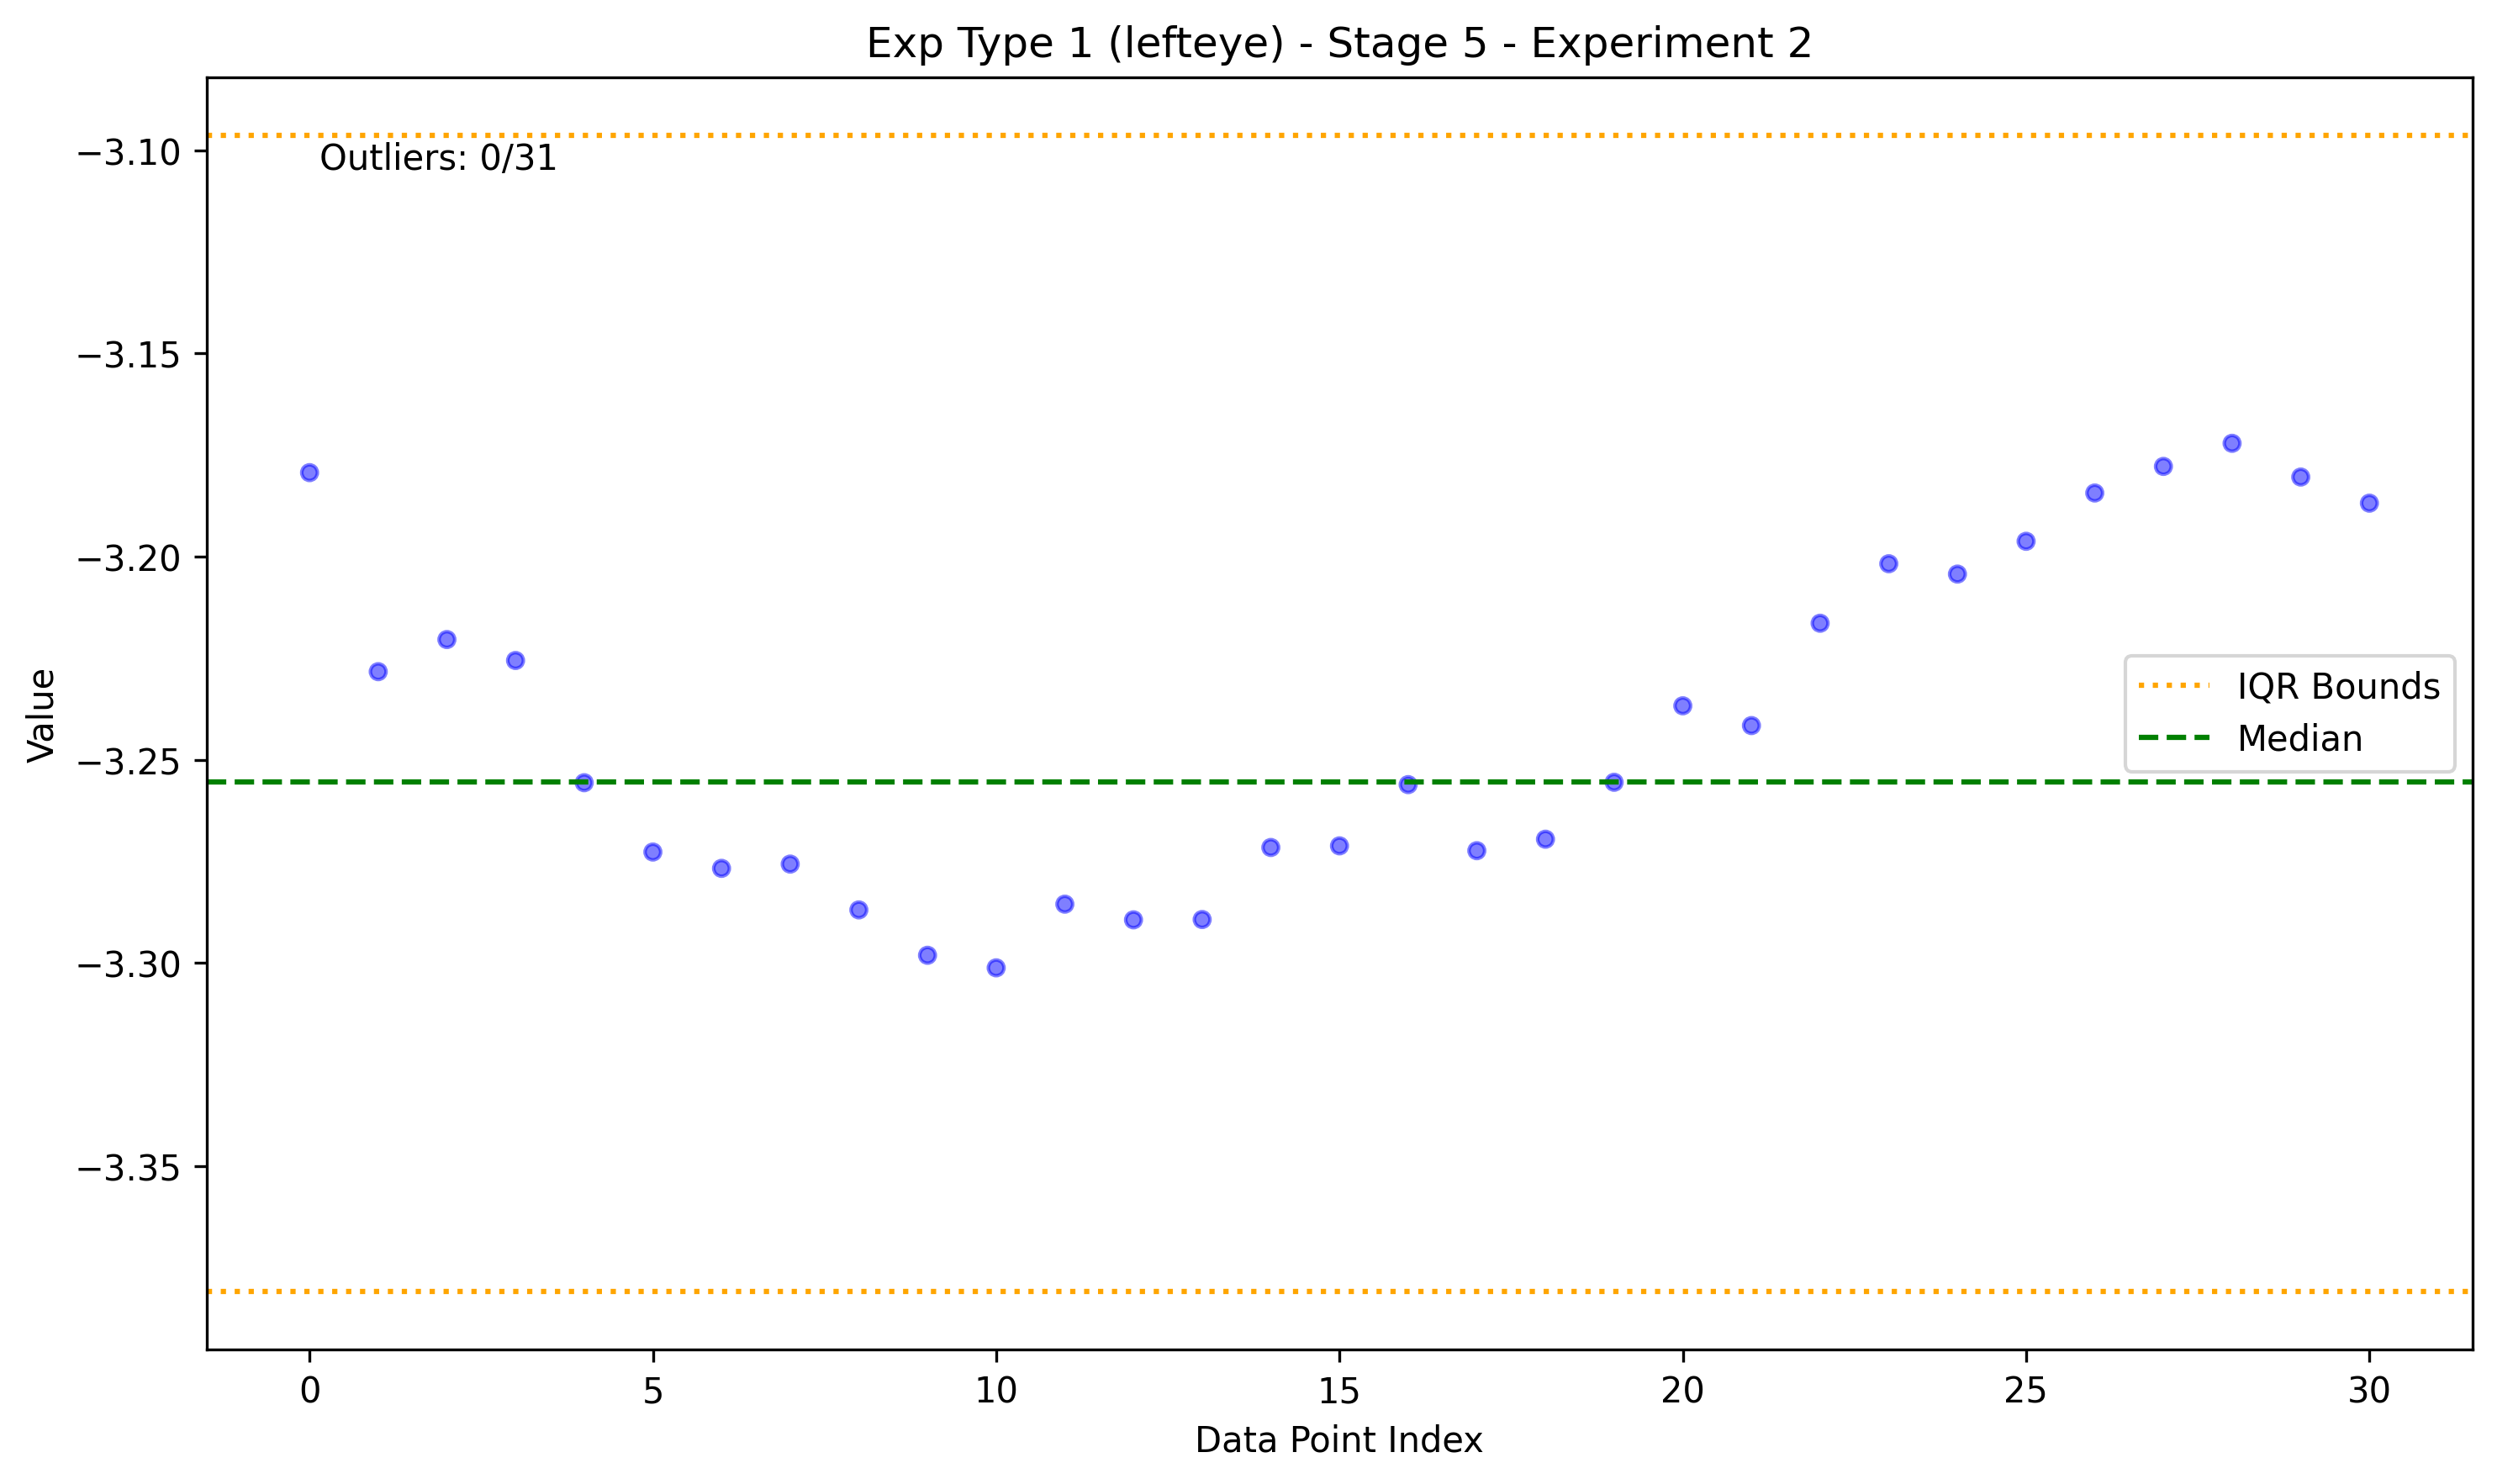 Exp Type 1 (lefteye) - Stage 5 - Experiment 2
Outliers: 0/31
−3.10
−3.15
−3.20
−3.25
−3.30
−3.35
Value
IQR Bounds
Median
0 5 10 15 20 25 30
Data Point Index